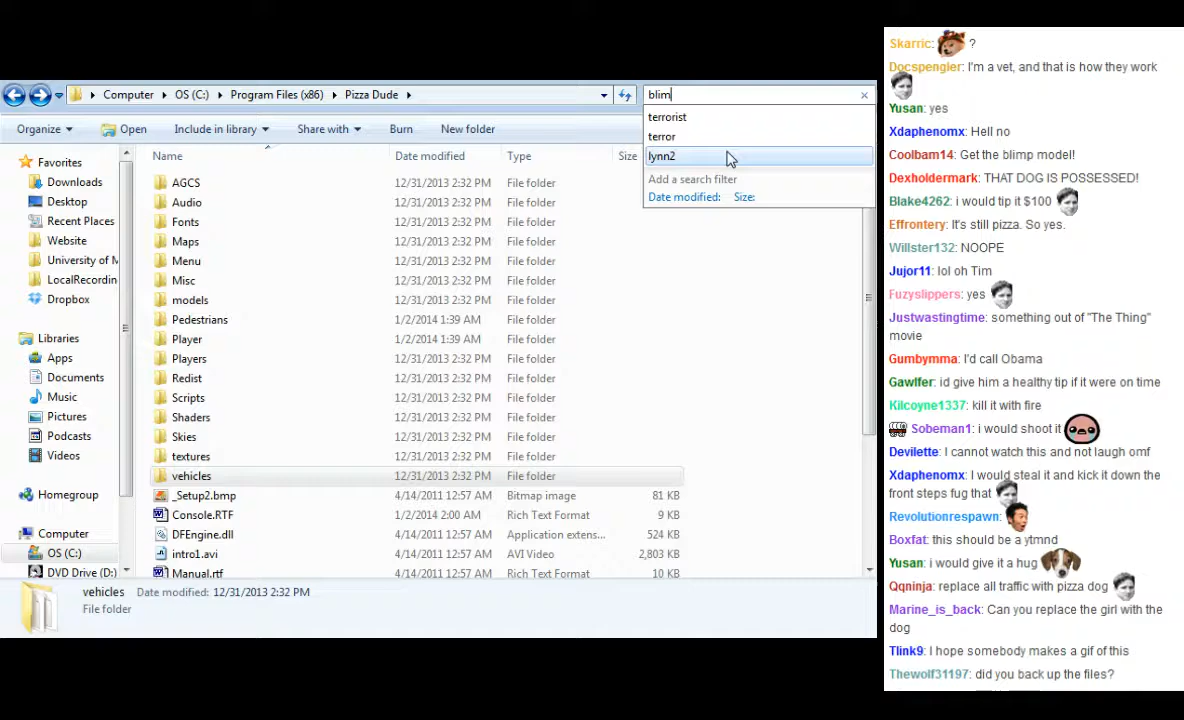 Computer OS (C:) Program Files (x86) Pizza Dude
blim
Organize Open Include in library Share with Burn New folder
terrorist
terror
lynn2
Add a search filter
Date modified: Size:
Favorites
Downloads
Desktop
Recent Places
Website
University of M
LocalRecordin
Dropbox
Libraries
Apps
Documents
Music
Pictures
Podcasts
Videos
Homegroup
Computer
OS (C:)
DVD Drive (D:)
Name Date modified Type Size
AGCS 12/31/2013 2:32 PM File folder
Audio 12/31/2013 2:32 PM File folder
Fonts 12/31/2013 2:32 PM File folder
Maps 12/31/2013 2:32 PM File folder
Menu 12/31/2013 2:32 PM File folder
Misc 12/31/2013 2:32 PM File folder
models 12/31/2013 2:32 PM File folder
Pedestrians 1/2/2014 1:39 AM File folder
Player 1/2/2014 1:39 AM File folder
Players 12/31/2013 2:32 PM File folder
Redist 12/31/2013 2:32 PM File folder
Scripts 12/31/2013 2:32 PM File folder
Shaders 12/31/2013 2:32 PM File folder
Skies 12/31/2013 2:32 PM File folder
textures 12/31/2013 2:32 PM File folder
vehicles 12/31/2013 2:32 PM File folder
_Setup2.bmp 4/14/2011 12:57 AM Bitmap image 81 KB
Console.RTF 1/2/2014 2:00 AM Rich Text Format 9 KB
DFEngine.dll 4/14/2011 12:57 AM Application extens... 524 KB
intro1.avi 4/14/2011 12:57 AM AVI Video 2,803 KB
Manual.rtf 4/14/2011 12:57 AM Rich Text Format 10 KB
vehicles Date modified: 12/31/2013 2:32 PM
File folder
Skarric: ?
Docspengler: I'm a vet, and that is how they work
Yusan: yes
Xdaphenomx: Hell no
Coolbam14: Get the blimp model!
Dexholdermark: THAT DOG IS POSSESSED!
Blake4262: i would tip it $100
Effrontery: It's still pizza. So yes.
Willster132: NOOPE
Jujor11: lol oh Tim
Fuzyslippers: yes
Justwastingtime: something out of "The Thing"
movie
Gumbymma: I'd call Obama
Gawlfer: id give him a healthy tip if it were on time
Kilcoyne1337: kill it with fire
Sobeman1: i would shoot it
Devilette: I cannot watch this and not laugh omf
Xdaphenomx: I would steal it and kick it down the
front steps fug that
Revolutionrespawn:
Boxfat: this should be a ytmnd
Yusan: i would give it a hug
Qqninja: replace all traffic with pizza dog
Marine_is_back: Can you replace the girl with the
dog
Tlink9: I hope somebody makes a gif of this
Thewolf31197: did you back up the files?